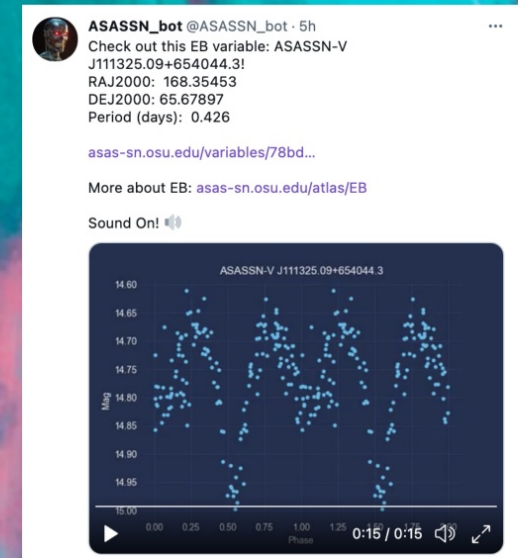 ASASSN_bot @ASASSN_bot · 5h
Check out this EB variable: ASASSN-V
J111325.09+654044.3!
RAJ2000: 168.35453
DEJ2000: 65.67897
Period (days): 0.426
asas-sn.osu.edu/variables/78bd...
More about EB: asas-sn.osu.edu/atlas/EB
Sound On! 🔊
ASASSN-V J111325.09+654044.3
14.60
14.65
14.70
14.75
Mag
14.80
14.85
14.90
14.95
15.00
0.00 0.25 0.50 0.75 1.00 1.25
Phase
0:15 / 0:15